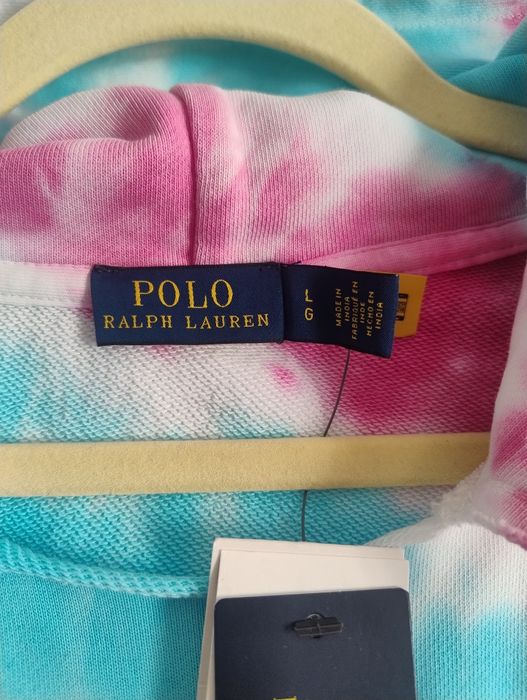 POLO
RALPH LAUREN
L
G
MADE IN
INDIA
FABRIQUÉ EN
INDE
HECHO EN
INDIA